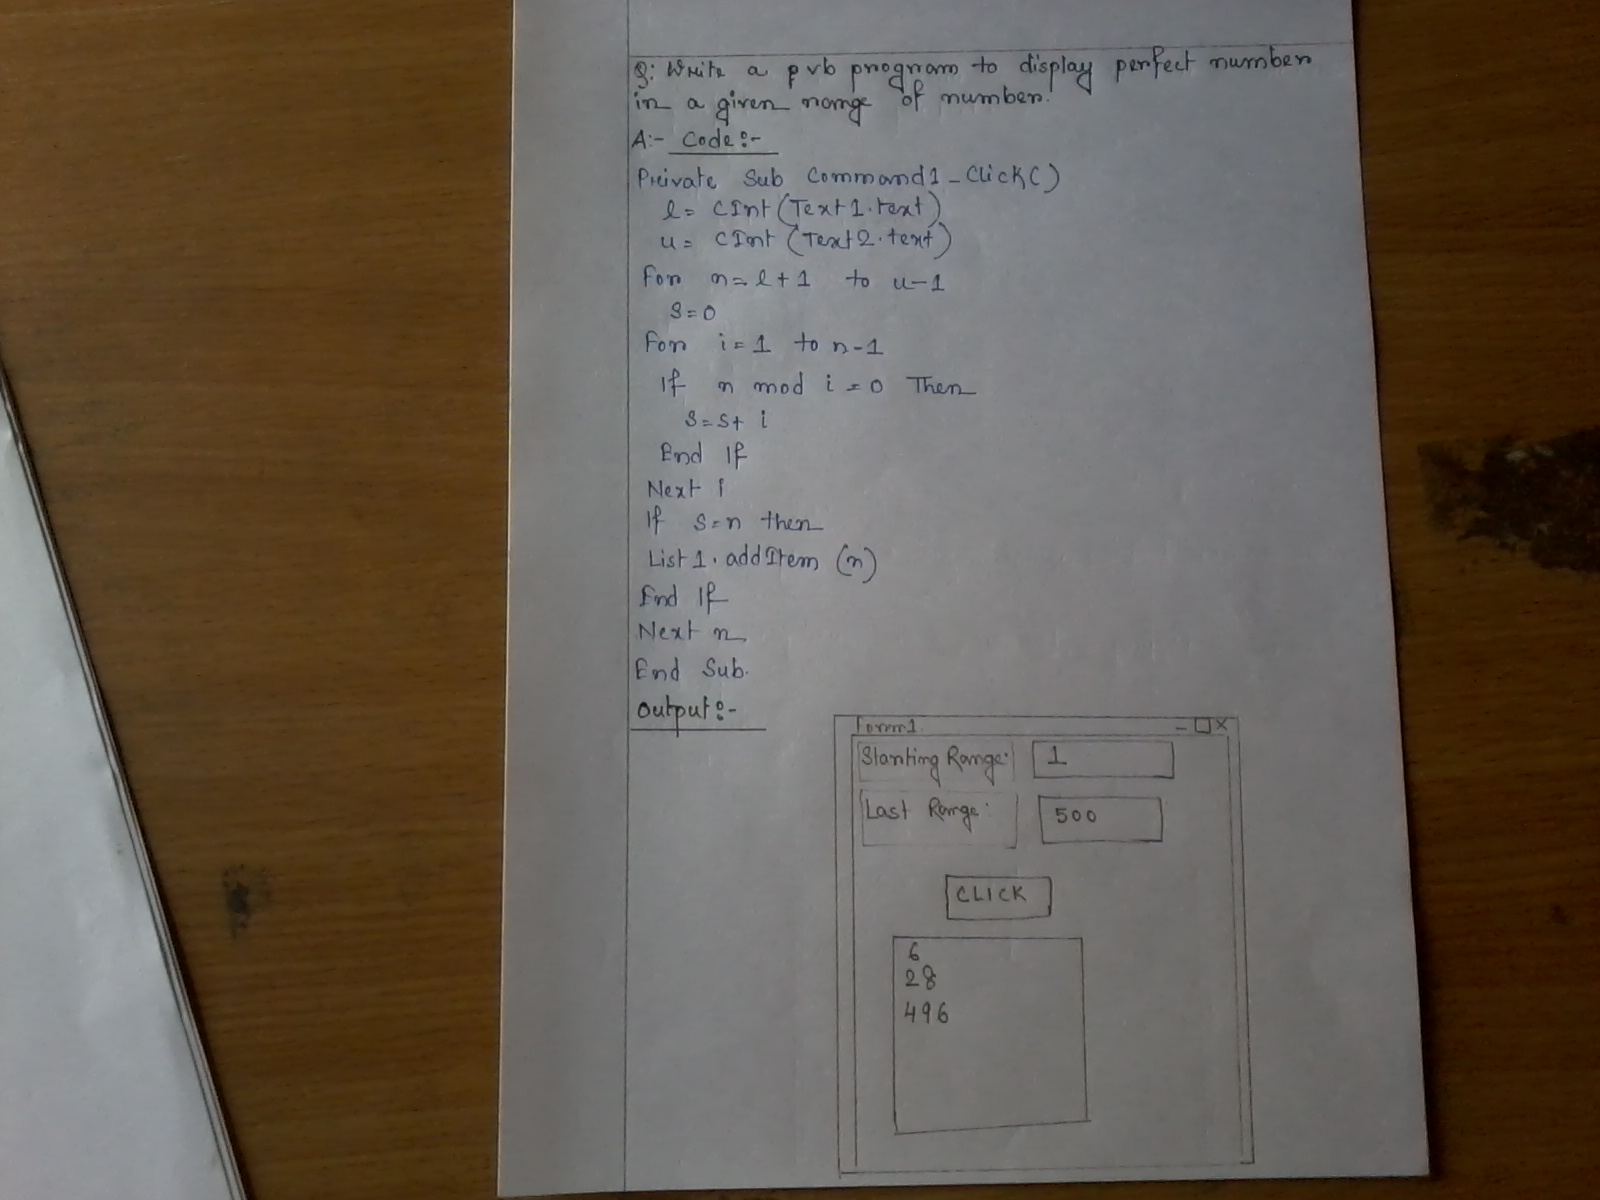 Q: Write a pvb program to display perfect number
in a given range of number.
A:- Code:-
Private Sub Command1_Click()
l= CInt(Text1.text)
u= CInt(Text2.text)
For n=l+1 to u-1
S=0
For i=1 to n-1
If n mod i=0 Then
S=S+i
End If
Next i
If S=n then
List1.addItem (n)
End If
Next n
End Sub.
Output:-
Form1 - □ ×
Starting Range: 1
Last Range: 500
CLICK
6
28
496